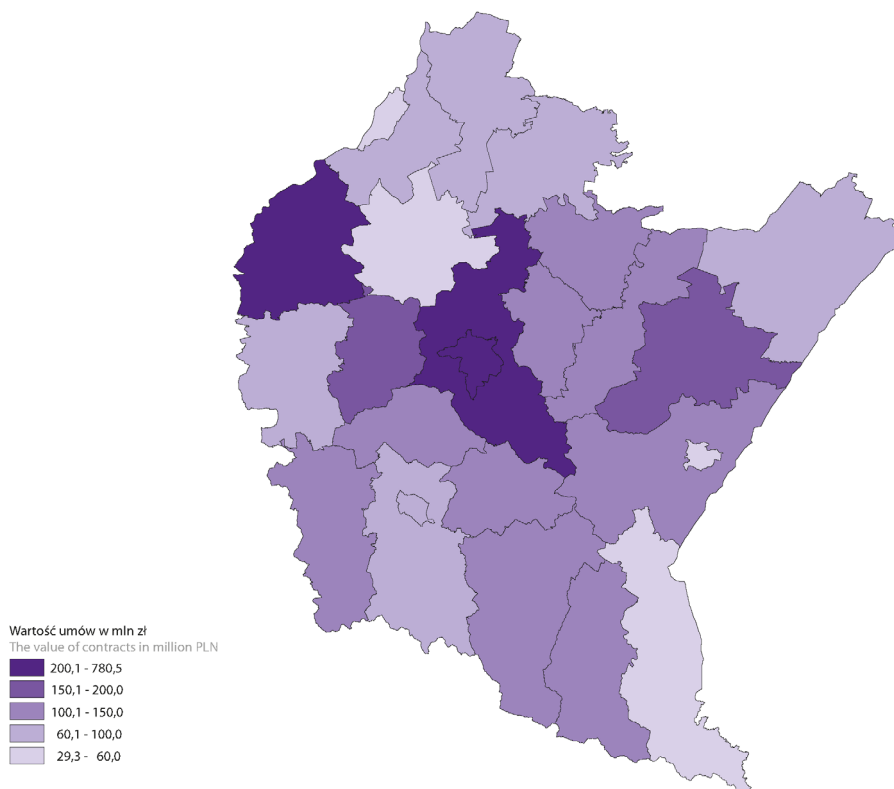 Wartość umów w mln zł
The value of contracts in million PLN
200,1 - 780,5
150,1 - 200,0
100,1 - 150,0
60,1 - 100,0
29,3 - 60,0